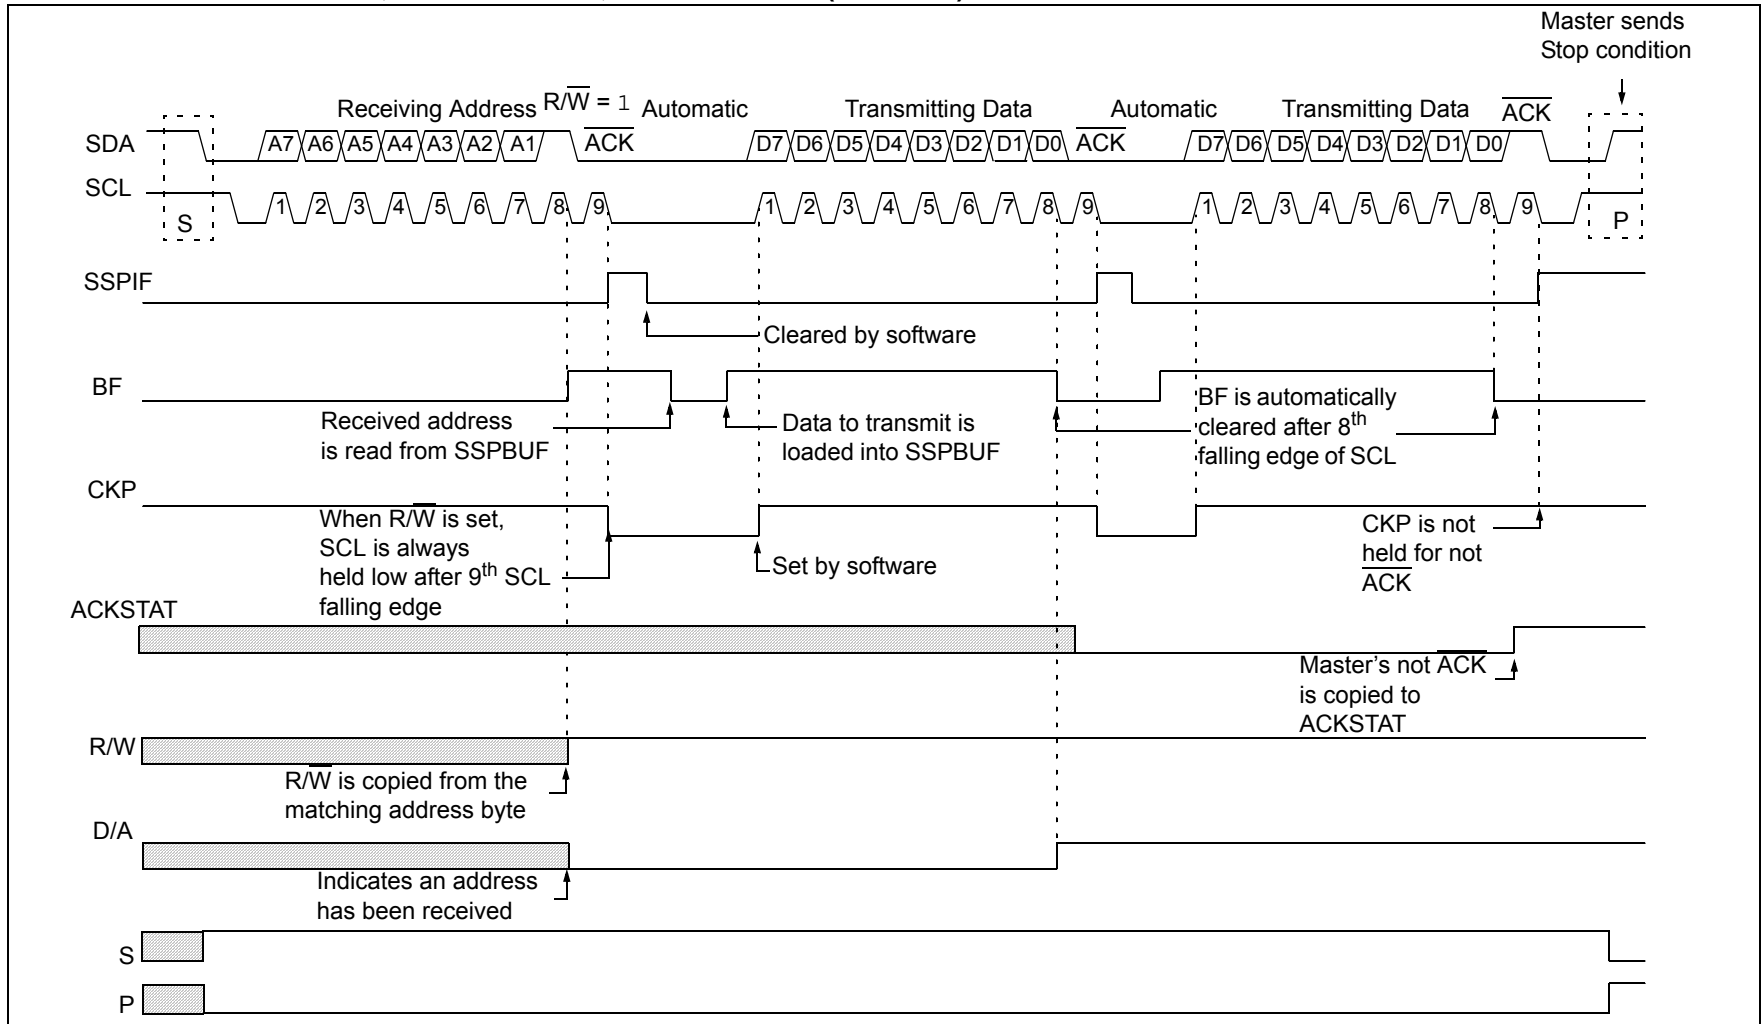 Master sends
Stop condition
Receiving Address R/W = 1 Automatic Transmitting Data Automatic Transmitting Data ACK
SDA A7 A6 A5 A4 A3 A2 A1 ACK D7 D6 D5 D4 D3 D2 D1 D0 ACK D7 D6 D5 D4 D3 D2 D1 D0
SCL 1 2 3 4 5 6 7 8 9 1 2 3 4 5 6 7 8 9 1 2 3 4 5 6 7 8 9
S P
SSPIF
Cleared by software
BF
Received address
is read from SSPBUF
Data to transmit is
loaded into SSPBUF
BF is automatically
cleared after 8th
falling edge of SCL
CKP
When R/W is set,
SCL is always
held low after 9th SCL
falling edge
Set by software
CKP is not
held for not
ACK
ACKSTAT
Master's not ACK
is copied to
ACKSTAT
R/W
R/W is copied from the
matching address byte
D/A
Indicates an address
has been received
S
P